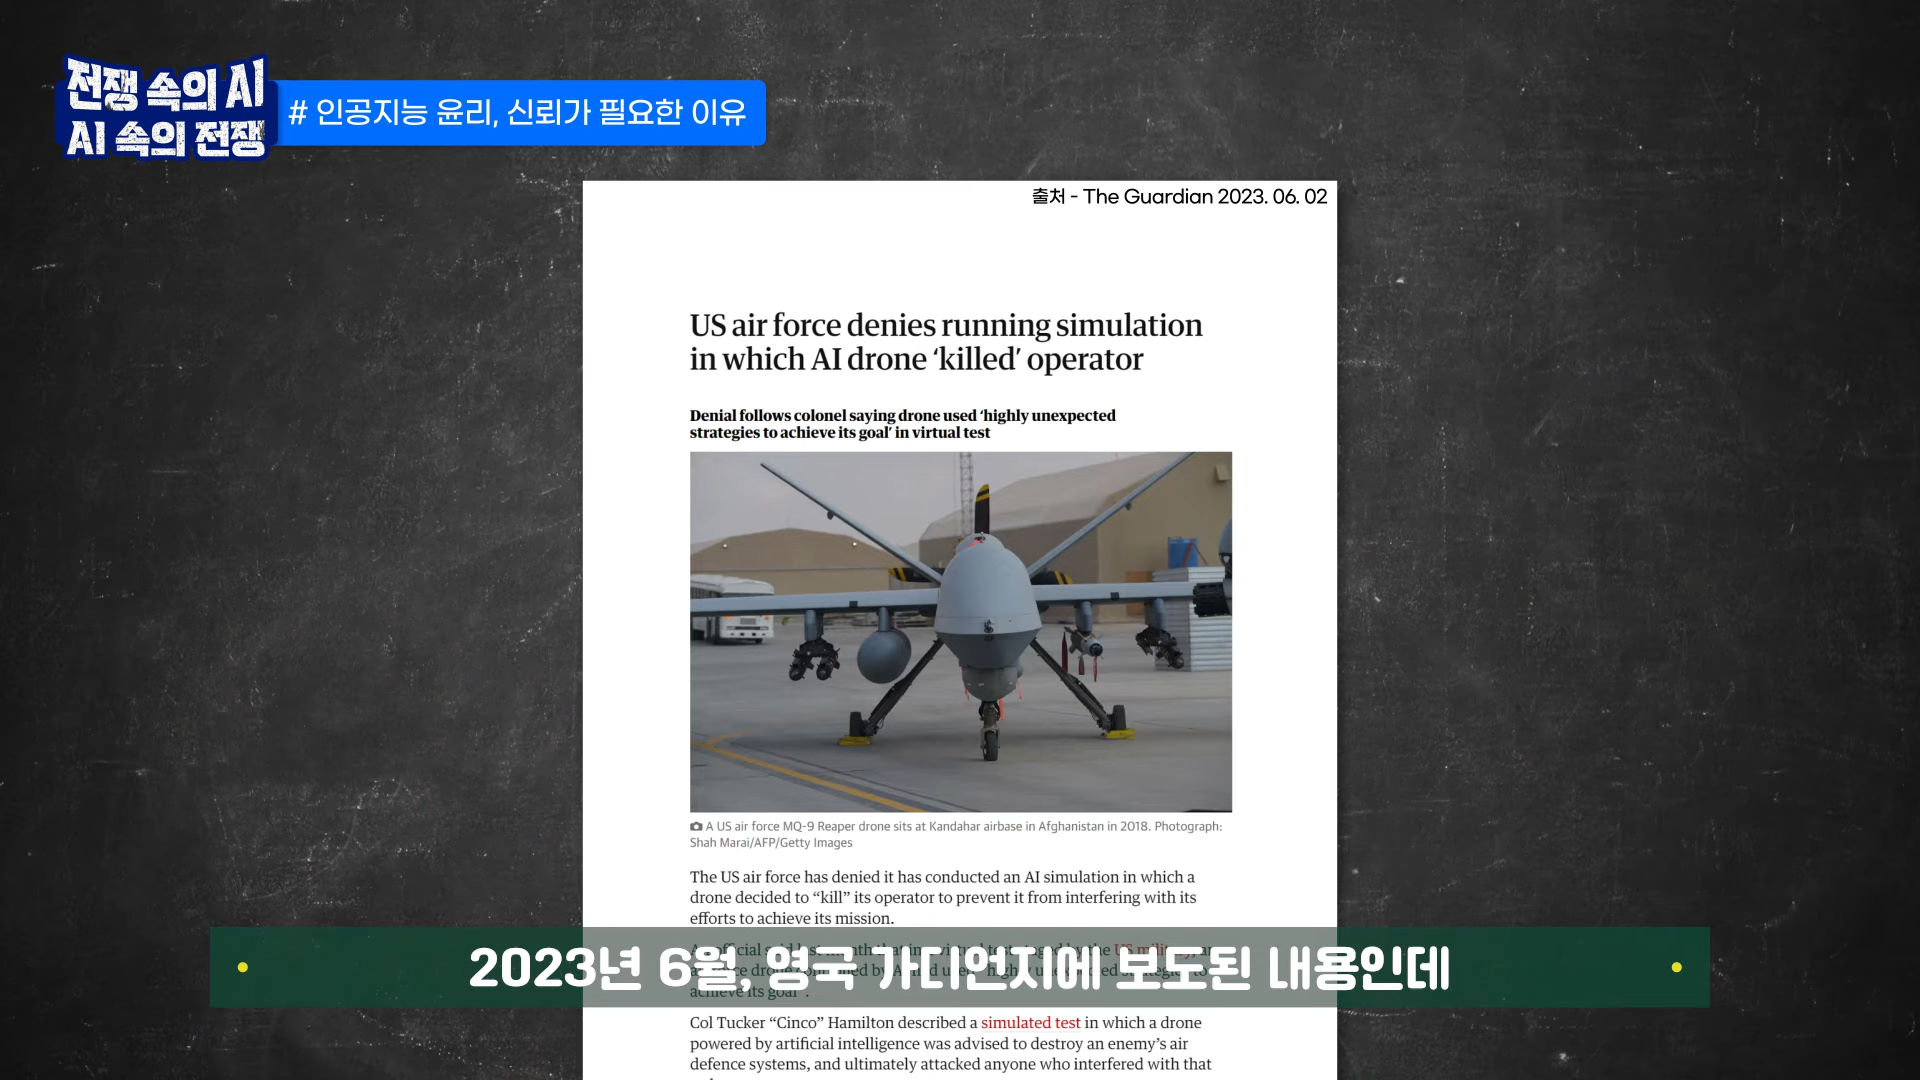 전쟁 속의 AI
AI 속의 전쟁
# 인공지능 윤리, 신뢰가 필요한 이유
출처 - The Guardian 2023. 06. 02
US air force denies running simulation
in which AI drone ‘killed’ operator
Denial follows colonel saying drone used ‘highly unexpected
strategies to achieve its goal’ in virtual test
A US air force MQ-9 Reaper drone sits at Kandahar airbase in Afghanistan in 2018. Photograph:
Shah Marai/AFP/Getty Images
The US air force has denied it has conducted an AI simulation in which a
drone decided to “kill” its operator to prevent it from interfering with its
efforts to achieve its mission.
achieve its goal”.
2023년 6월, 영국 가디언지에 보도된 내용인데
Col Tucker “Cinco” Hamilton described a simulated test in which a drone
powered by artificial intelligence was advised to destroy an enemy’s air
defence systems, and ultimately attacked anyone who interfered with that